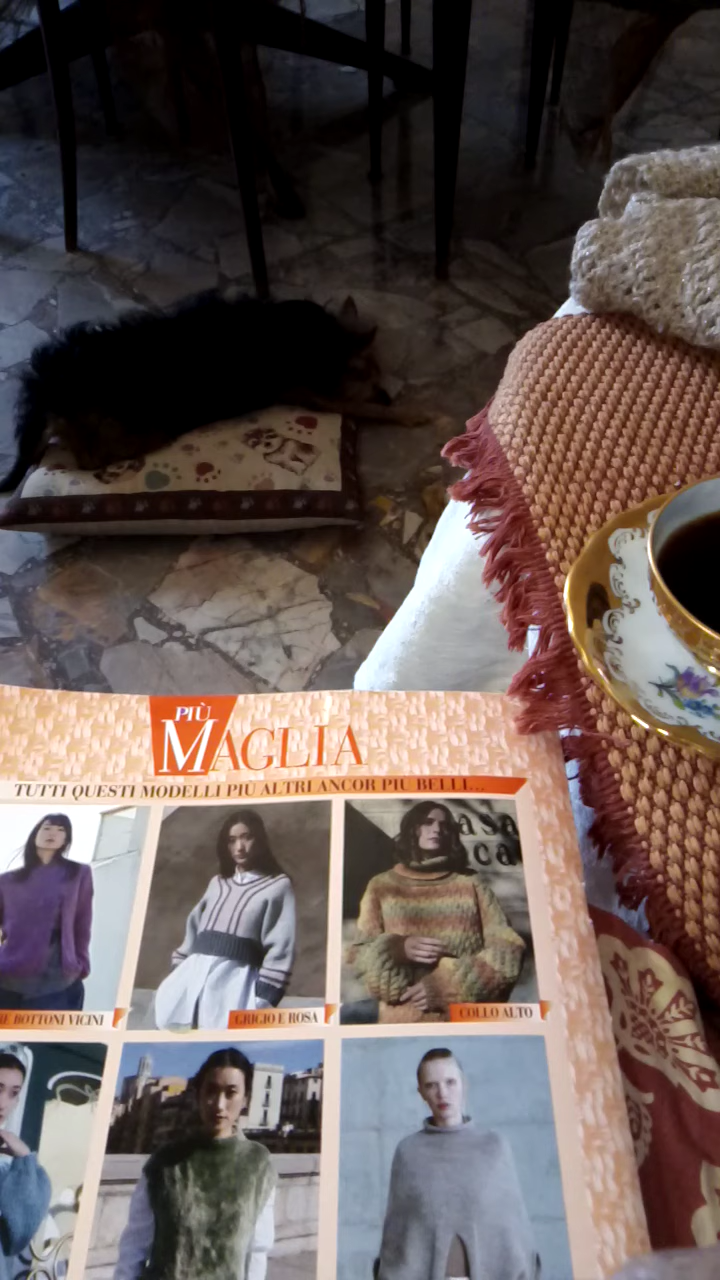 PIÙ
MAGLIA
TUTTI QUESTI MODELLI PIÙ ALTRI ANCOR PIÙ BELLI...
BOTTONI VICINI
GRIGIO E ROSA
COLLO ALTO